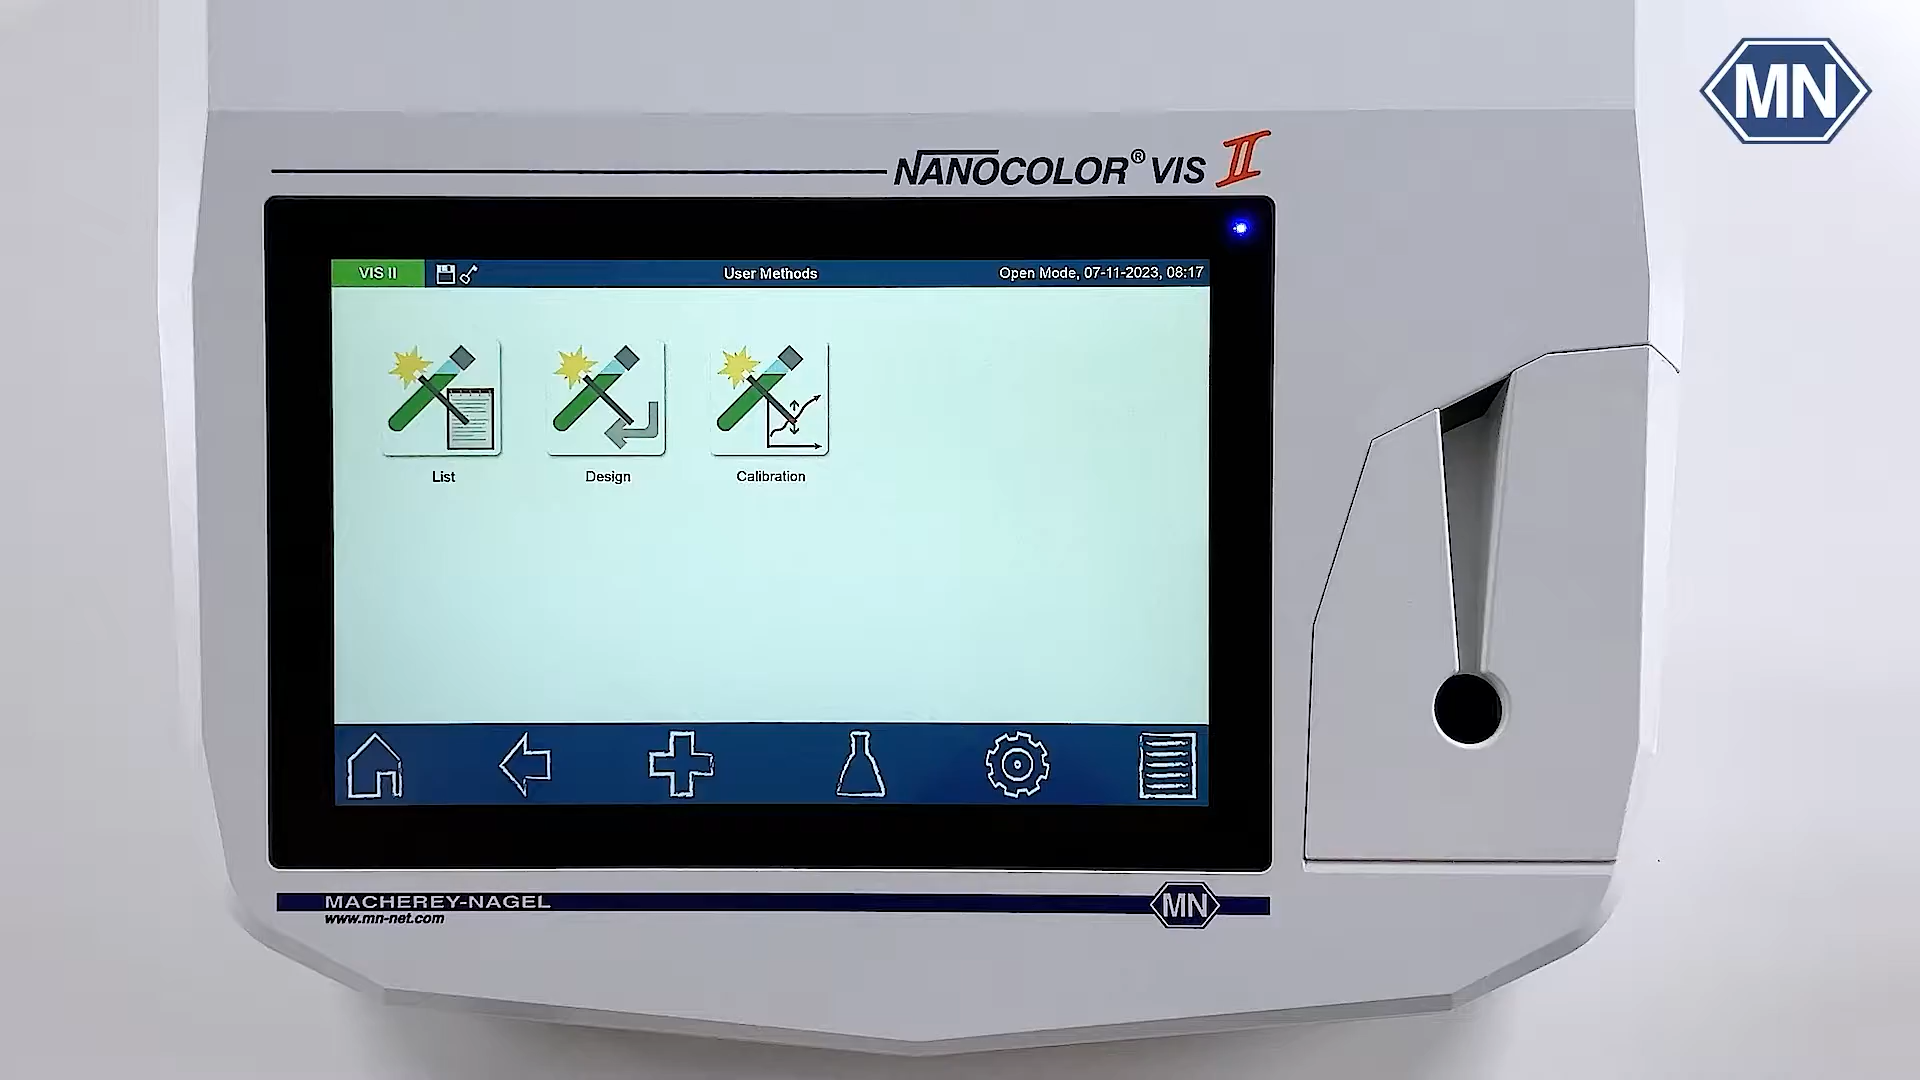 MN
NANOCOLOR® VIS II
VIS II
User Methods
Open Mode, 07-11-2023, 08:17
List
Design
Calibration
MACHEREY-NAGEL
www.mn-net.com
MN